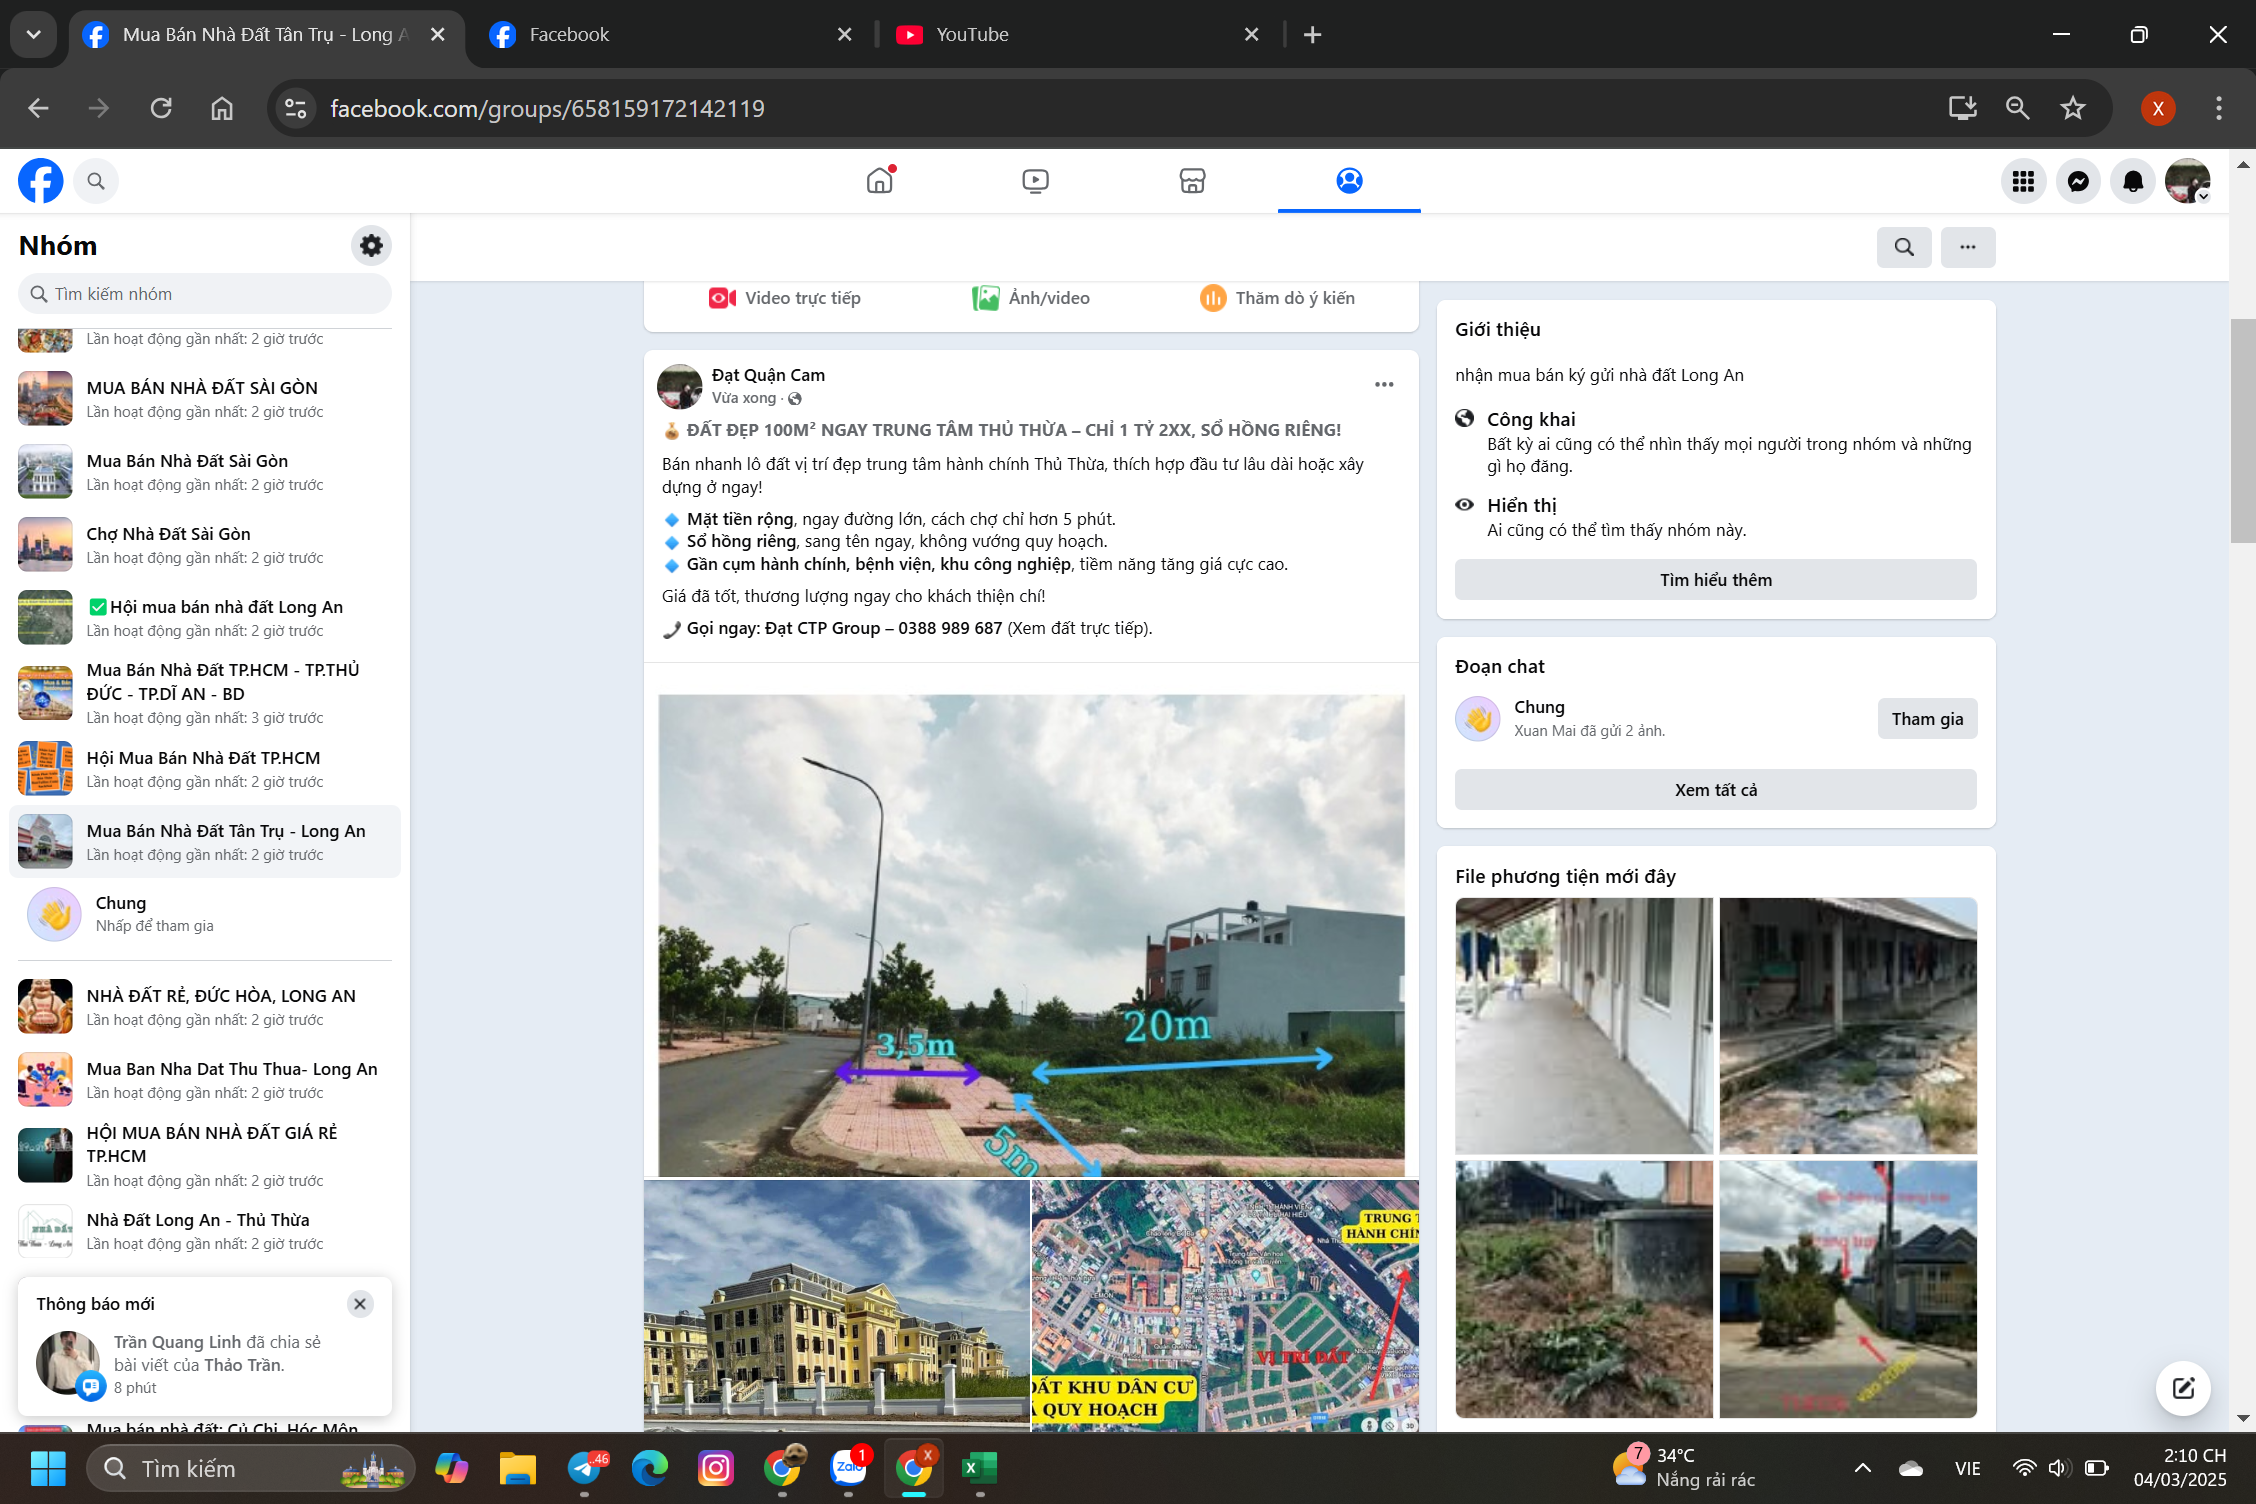 Mua Bán Nhà Đất Tân Trụ - Long A
Facebook
YouTube
facebook.com/groups/658159172142119
X
Nhóm
Tìm kiếm nhóm
Lần hoạt động gần nhất: 2 giờ trước
MUA BÁN NHÀ ĐẤT SÀI GÒN
Lần hoạt động gần nhất: 2 giờ trước
Mua Bán Nhà Đất Sài Gòn
Lần hoạt động gần nhất: 2 giờ trước
Chợ Nhà Đất Sài Gòn
Lần hoạt động gần nhất: 2 giờ trước
✅Hội mua bán nhà đất Long An
Lần hoạt động gần nhất: 2 giờ trước
Mua Bán Nhà Đất TP.HCM - TP.THỦ
ĐỨC - TP.DĨ AN - BD
Lần hoạt động gần nhất: 3 giờ trước
Hội Mua Bán Nhà Đất TP.HCM
Lần hoạt động gần nhất: 2 giờ trước
Mua Bán Nhà Đất Tân Trụ - Long An
Lần hoạt động gần nhất: 2 giờ trước
Chung
Nhấp để tham gia
NHÀ ĐẤT RẺ, ĐỨC HÒA, LONG AN
Lần hoạt động gần nhất: 2 giờ trước
Mua Ban Nha Dat Thu Thua- Long An
Lần hoạt động gần nhất: 2 giờ trước
HỘI MUA BÁN NHÀ ĐẤT GIÁ RẺ
TP.HCM
Lần hoạt động gần nhất: 2 giờ trước
Nhà Đất Long An - Thủ Thừa
Lần hoạt động gần nhất: 2 giờ trước
Thông báo mới
Trần Quang Linh đã chia sẻ
bài viết của Thảo Trần.
8 phút
Mua bán nhà đất: Củ Chi, Hóc Môn
Video trực tiếp
Ảnh/video
Thăm dò ý kiến
Đạt Quận Cam
Vừa xong ·
💰 ĐẤT ĐẸP 100M² NGAY TRUNG TÂM THỦ THỪA – CHỈ 1 TỶ 2XX, SỔ HỒNG RIÊNG!
Bán nhanh lô đất vị trí đẹp trung tâm hành chính Thủ Thừa, thích hợp đầu tư lâu dài hoặc xây
dựng ở ngay!
🔹 Mặt tiền rộng, ngay đường lớn, cách chợ chỉ hơn 5 phút.
🔹 Sổ hồng riêng, sang tên ngay, không vướng quy hoạch.
🔹 Gần cụm hành chính, bệnh viện, khu công nghiệp, tiềm năng tăng giá cực cao.
Giá đã tốt, thương lượng ngay cho khách thiện chí!
📞 Gọi ngay: Đạt CTP Group – 0388 989 687 (Xem đất trực tiếp).
3,5m
20m
5m
TRUNG T
HÀNH CHÍN
VỊ TRÍ ĐẤT
ĐẤT KHU DÂN CƯ
QUY HOẠCH
Giới thiệu
nhận mua bán ký gửi nhà đất Long An
Công khai
Bất kỳ ai cũng có thể nhìn thấy mọi người trong nhóm và những
gì họ đăng.
Hiển thị
Ai cũng có thể tìm thấy nhóm này.
Tìm hiểu thêm
Đoạn chat
Chung
Xuan Mai đã gửi 2 ảnh.
Tham gia
Xem tất cả
File phương tiện mới đây
vào 200m
Tìm kiếm
..46
Zalo
1
X
7
34°C
Nắng rải rác
VIE
2:10 CH
04/03/2025